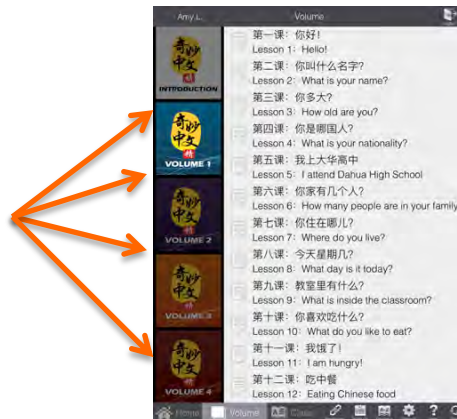 Amy L.
Volume
奇妙中文
INTRODUCTION
奇妙中文
情
VOLUME 1
奇妙中文
情
VOLUME 2
奇妙中文
情
VOLUME 3
奇妙中文
情
VOLUME 4
第一课：你好！
Lesson 1: Hello!
第二课：你叫什么名字？
Lesson 2: What is your name?
第三课：你多大？
Lesson 3: How old are you?
第四课：你是哪国人？
Lesson 4: What is your nationality?
第五课：我上大华高中
Lesson 5: I attend Dahua High School
第六课：你家有几个人？
Lesson 6: How many people are in your family
第七课：你住在哪儿？
Lesson 7: Where do you live?
第八课：今天星期几？
Lesson 8: What day is it today?
第九课：教室里有什么？
Lesson 9: What is inside the classroom?
第十课：你喜欢吃什么？
Lesson 10: What do you like to eat?
第十一课：我饿了！
Lesson 11: I am hungry!
第十二课：吃中餐
Lesson 12: Eating Chinese food
Home
Volume
Class
?